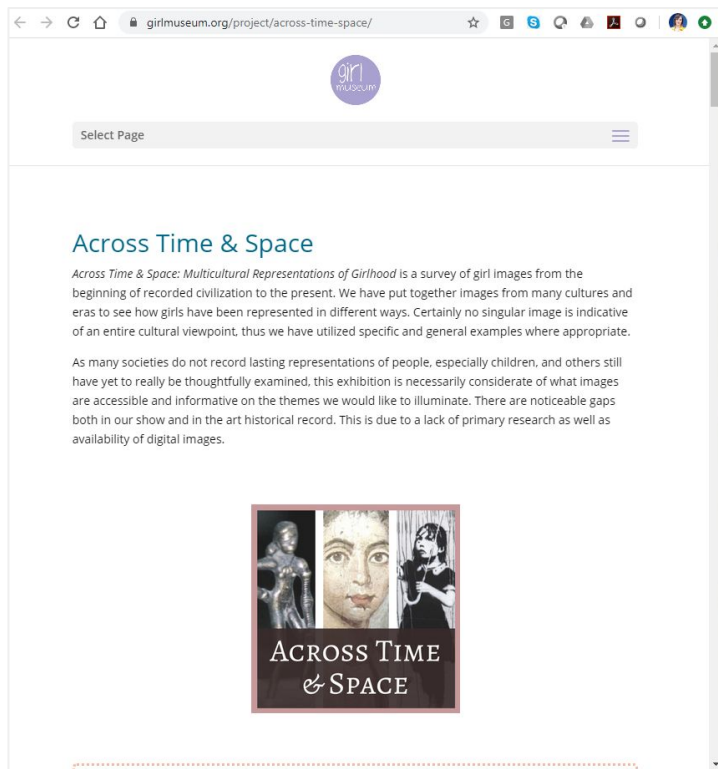 girlmuseum.org/project/across-time-space/
girl
museum
Select Page
Across Time & Space
Across Time & Space: Multicultural Representations of Girlhood is a survey of girl images from the
beginning of recorded civilization to the present. We have put together images from many cultures and
eras to see how girls have been represented in different ways. Certainly no singular image is indicative
of an entire cultural viewpoint, thus we have utilized specific and general examples where appropriate.
As many societies do not record lasting representations of people, especially children, and others still
have yet to really be thoughtfully examined, this exhibition is necessarily considerate of what images
are accessible and informative on the themes we would like to illuminate. There are noticeable gaps
both in our show and in the art historical record. This is due to a lack of primary research as well as
availability of digital images.
ACROSS TIME
& SPACE